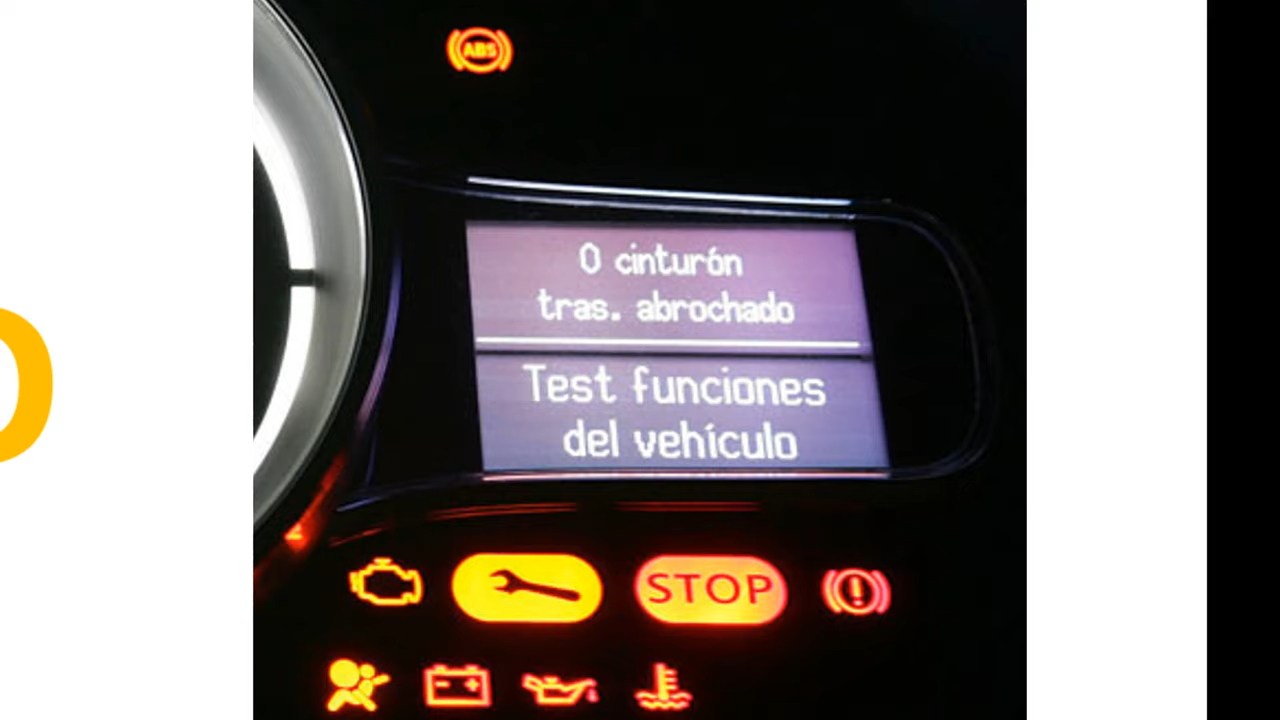 ABS
0 cinturón
tras. abrochado
Test funciones
del vehículo
STOP